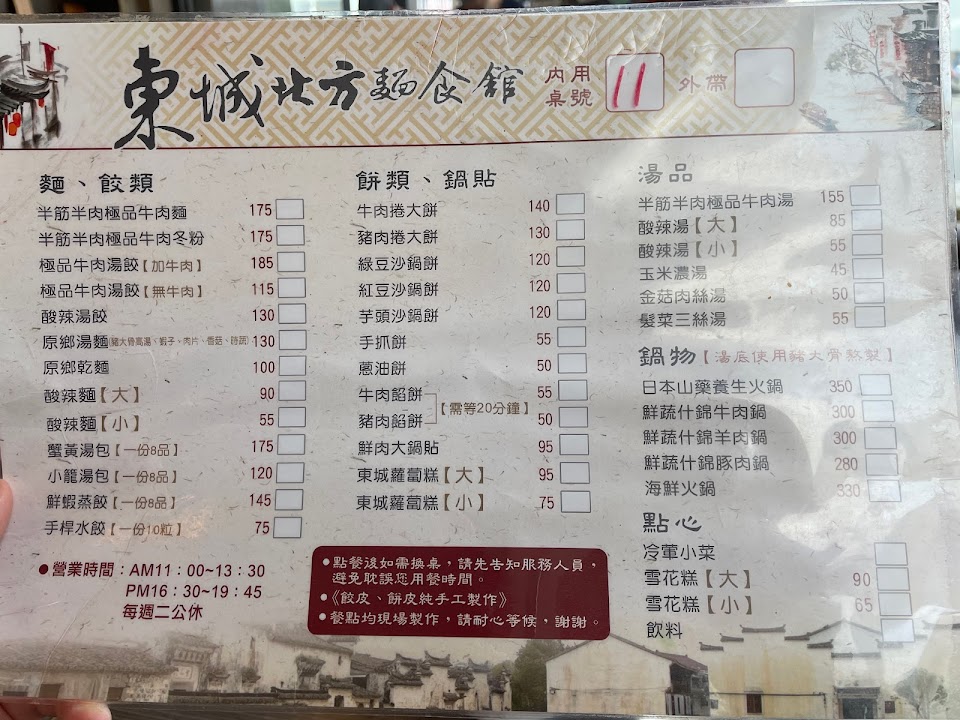 東城北方麵食館
內用桌號 11 外帶
麵、餃類
半筋半肉極品牛肉麵 175
半筋半肉極品牛肉冬粉 175
極品牛肉湯餃【加牛肉】 185
極品牛肉湯餃【無牛肉】 115
酸辣湯餃 130
原鄉湯麵(豬大骨高湯、蝦子、肉片、香菇、時蔬) 130
原鄉乾麵 100
酸辣麵【大】 90
酸辣麵【小】 55
蟹黃湯包【一份8品】 175
小籠湯包【一份8品】 120
鮮蝦蒸餃【一份8品】 145
手桿水餃【一份10粒】 75
●營業時間：AM11：00~13：30
PM16：30~19：45
每週二公休
餅類、鍋貼
牛肉捲大餅 140
豬肉捲大餅 130
綠豆沙鍋餅 120
紅豆沙鍋餅 120
芋頭沙鍋餅 120
手抓餅 55
蔥油餅 50
牛肉餡餅 55
【需等20分鐘】
豬肉餡餅 50
鮮肉大鍋貼 95
東城蘿蔔糕【大】 95
東城蘿蔔糕【小】 75
●點餐後如需換桌，請先告知服務人員，
避免耽誤您用餐時間。
●《餃皮、餅皮純手工製作》
●餐點均現場製作，請耐心等候，謝謝。
湯品
半筋半肉極品牛肉湯 155
酸辣湯【大】 85
酸辣湯【小】 55
玉米濃湯 45
金菇肉絲湯 50
髮菜三絲湯 55
鍋物【湯底使用豬大骨熬製】
日本山藥養生火鍋 350
鮮蔬什錦牛肉鍋 300
鮮蔬什錦羊肉鍋 300
鮮蔬什錦豚肉鍋 280
海鮮火鍋 330
點心
冷葷小菜
雪花糕【大】 90
雪花糕【小】 65
飲料